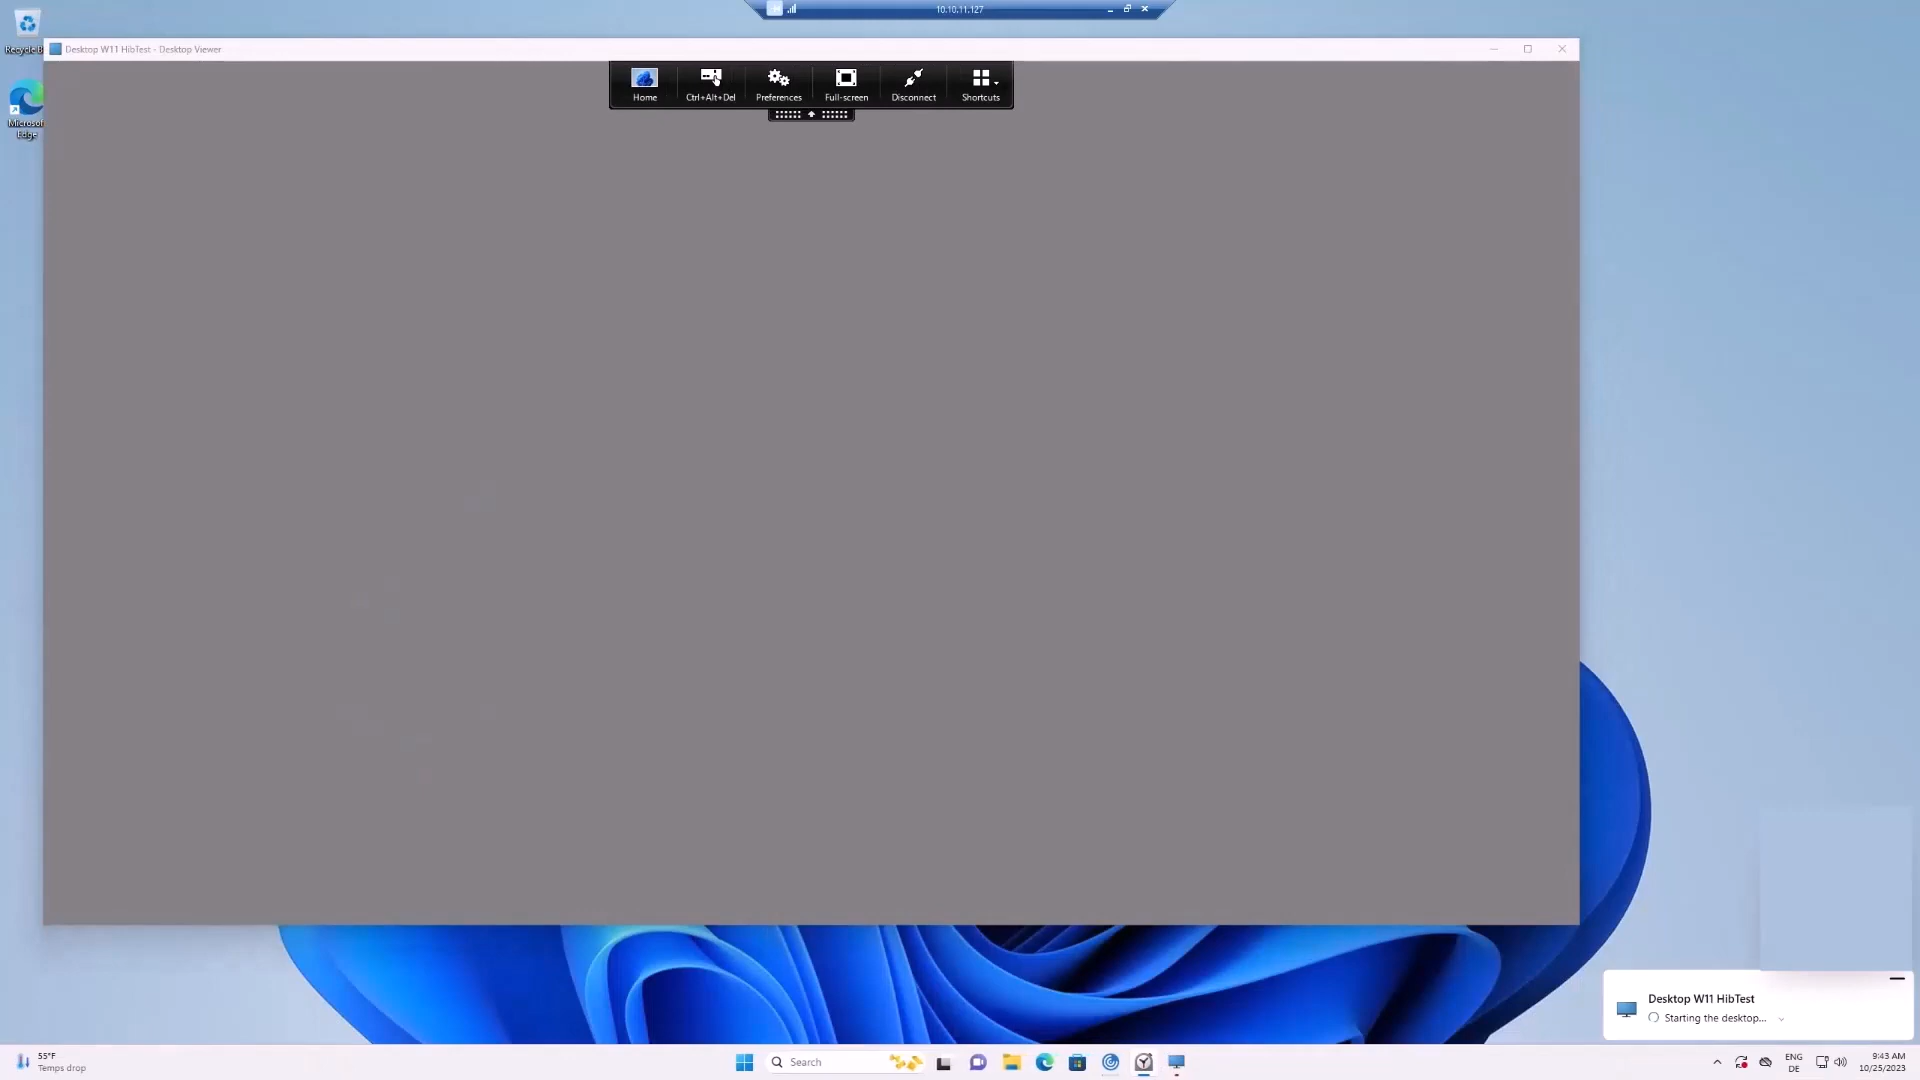 10.10.11.127
Recycle B
Desktop W11 HibTest - Desktop Viewer
Home
Ctrl+Alt+Del
Preferences
Full-screen
Disconnect
Shortcuts
Microsof
Edge
Desktop W11 HibTest
Starting the desktop...
55°F
Temps drop
Search
ENG
DE
9:43 AM
10/25/2023